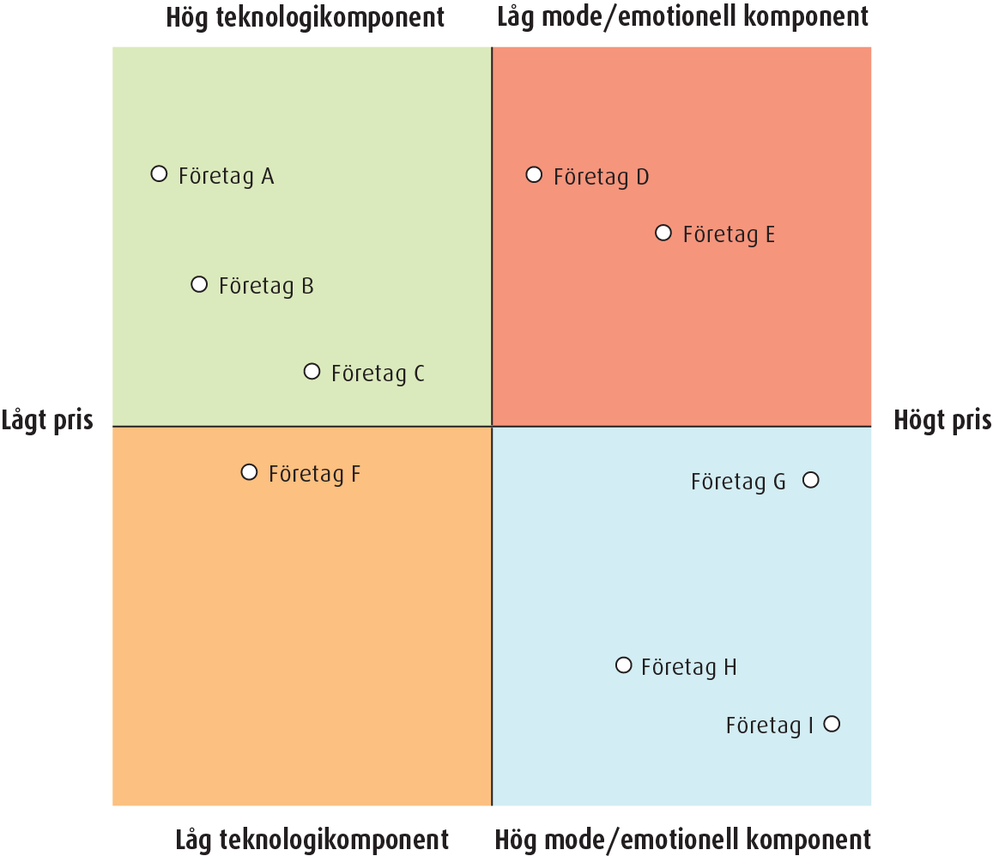 Hög teknologikomponent
Låg mode/emotionell komponent
Företag A
Företag D
Företag E
Företag B
Företag C
Lågt pris
Högt pris
Företag F
Företag G
Företag H
Företag I
Låg teknologikomponent
Hög mode/emotionell komponent